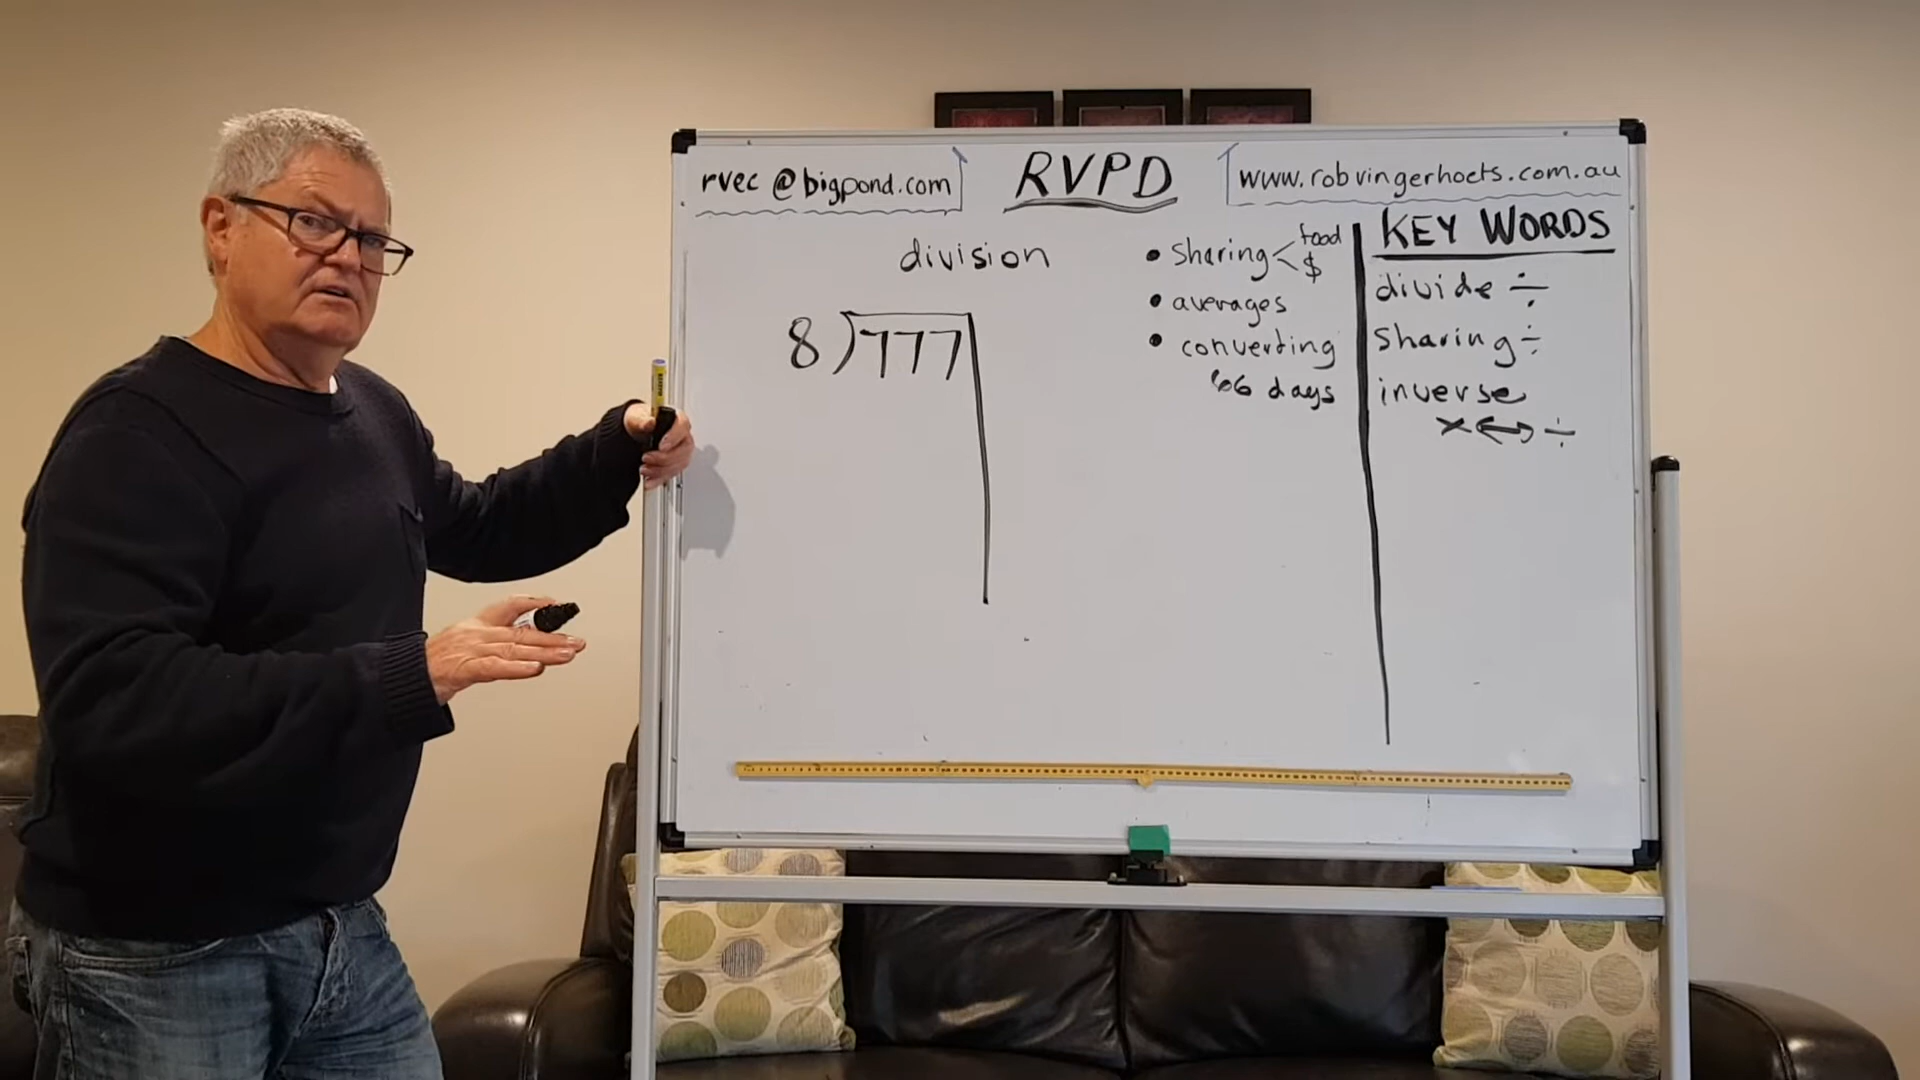 rvec @bigpond.com
RVPD
www.robvingerhoets.com.au
division
8)777
• Sharing < food
$
• averages
• converting
66 days
KEY WORDS
divide ÷
Sharing ÷
inverse
×↔÷